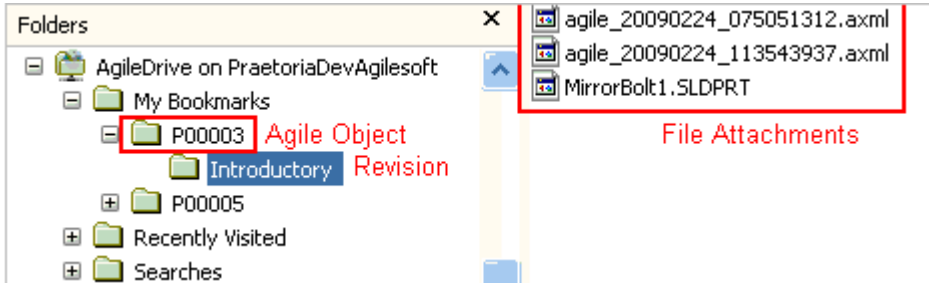 Folders
AgileDrive on PraetoriaDevAgilesoft
My Bookmarks
P00003 Agile Object
Introductory Revision
P00005
Recently Visited
Searches
agile_20090224_075051312.axml
agile_20090224_113543937.axml
MirrorBolt1.SLDPRT
File Attachments